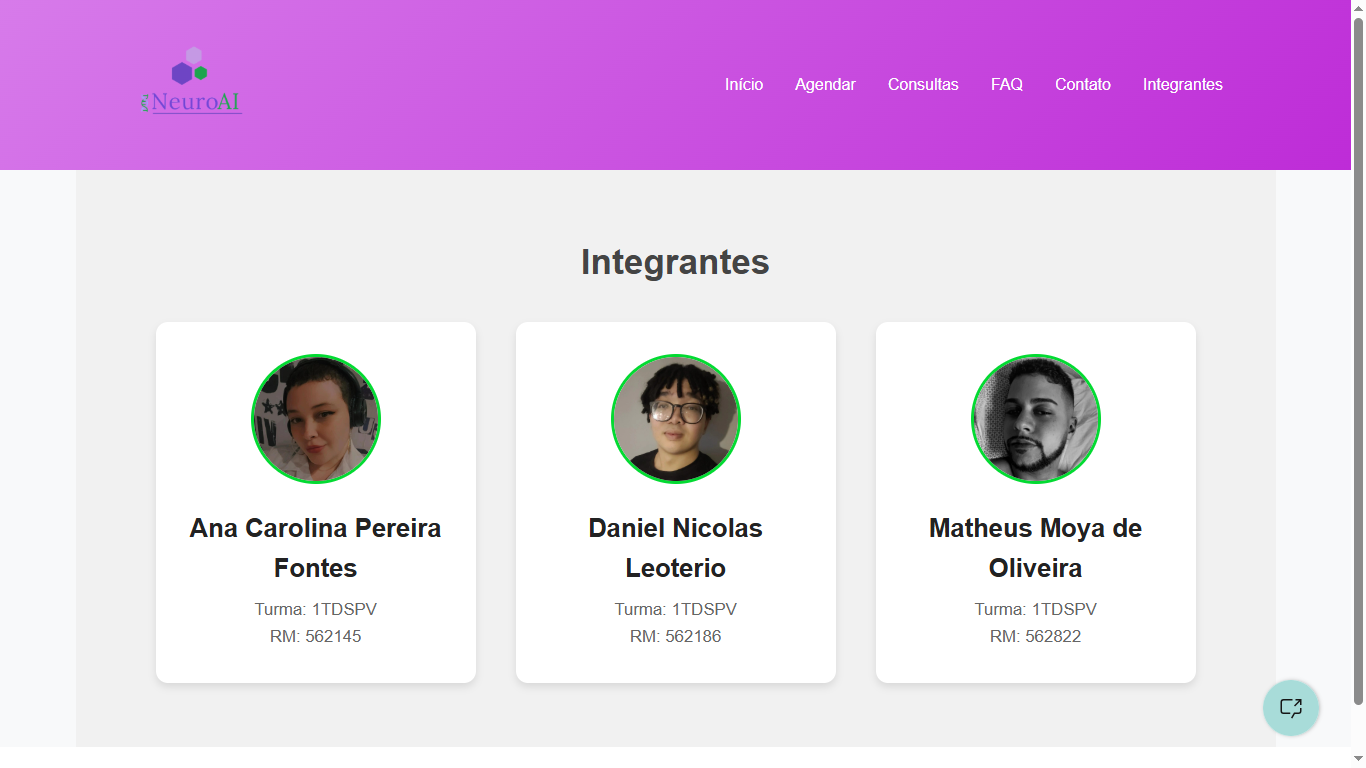 NeuroAI
Início Agendar Consultas FAQ Contato Integrantes
Integrantes
Ana Carolina Pereira
Fontes
Turma: 1TDSPV
RM: 562145
Daniel Nicolas
Leoterio
Turma: 1TDSPV
RM: 562186
Matheus Moya de
Oliveira
Turma: 1TDSPV
RM: 562822